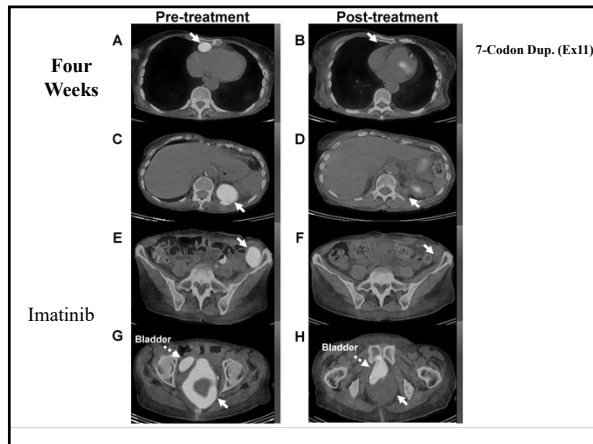 Pre-treatment
Post-treatment
A
B
7-Codon Dup. (Ex11)
Four
Weeks
C
D
E
F
Imatinib
G
Bladder
H
Bladder